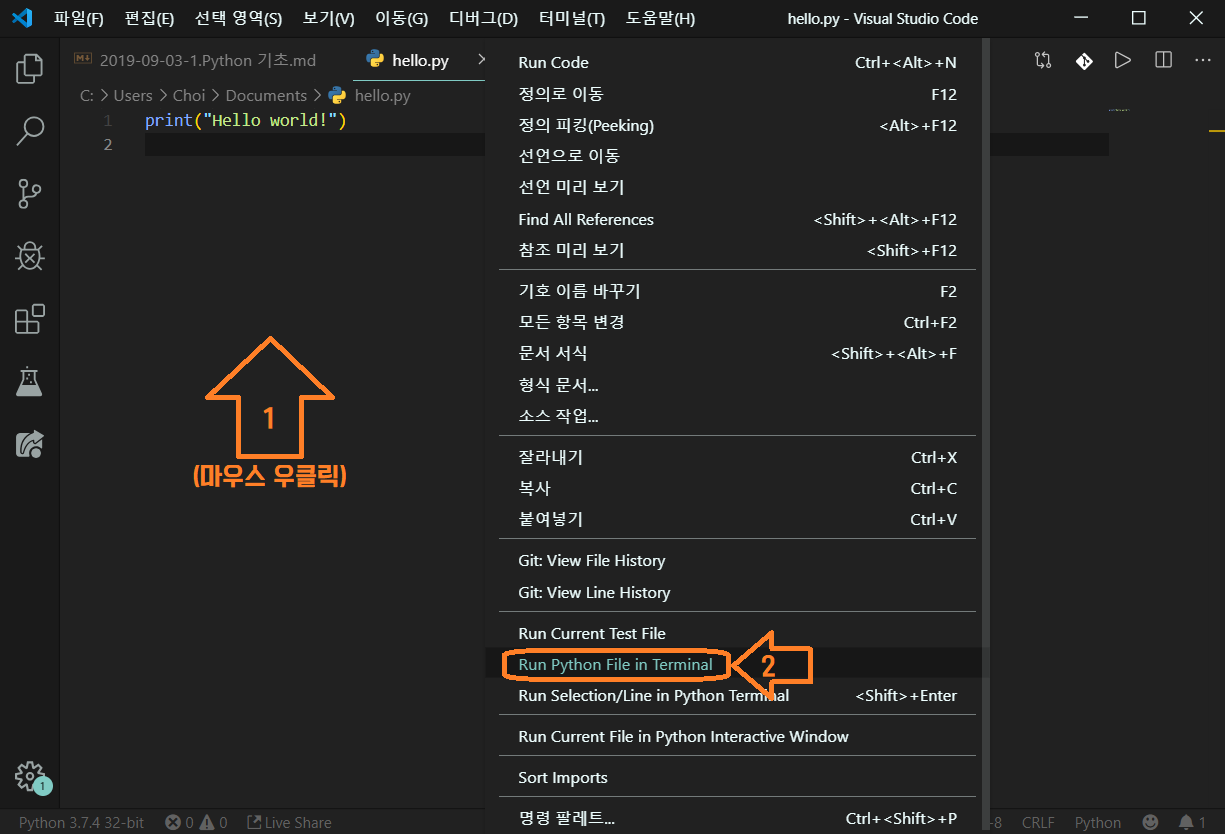 파일(F) 편집(E) 선택 영역(S) 보기(V) 이동(G) 디버그(D) 터미널(T) 도움말(H) hello.py - Visual Studio Code
2019-09-03-1.Python 기초.md hello.py
C: > Users > Choi > Documents > hello.py
1 print("Hello world!")
2
1
(마우스 우클릭)
Run Code Ctrl+<Alt>+N
정의로 이동 F12
정의 피킹(Peeking) <Alt>+F12
선언으로 이동
선언 미리 보기
Find All References <Shift>+<Alt>+F12
참조 미리 보기 <Shift>+F12
기호 이름 바꾸기 F2
모든 항목 변경 Ctrl+F2
문서 서식 <Shift>+<Alt>+F
형식 문서...
소스 작업...
잘라내기 Ctrl+X
복사 Ctrl+C
붙여넣기 Ctrl+V
Git: View File History
Git: View Line History
Run Current Test File
Run Python File in Terminal 2
Run Selection/Line in Python Terminal <Shift>+Enter
Run Current File in Python Interactive Window
Sort Imports
명령 팔레트... Ctrl+<Shift>+P
1
Python 3.7.4 32-bit 0 0 Live Share -8 CRLF Python 1